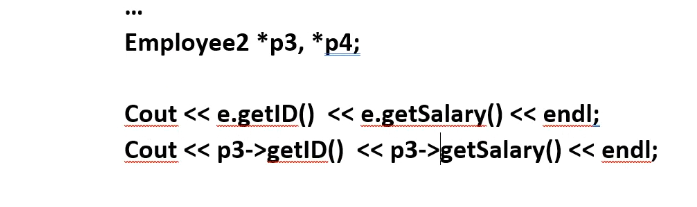 ...
Employee2 *p3, *p4;
Cout << e.getID()  << e.getSalary() << endl;
Cout << p3->getID()  << p3->getSalary() << endl;